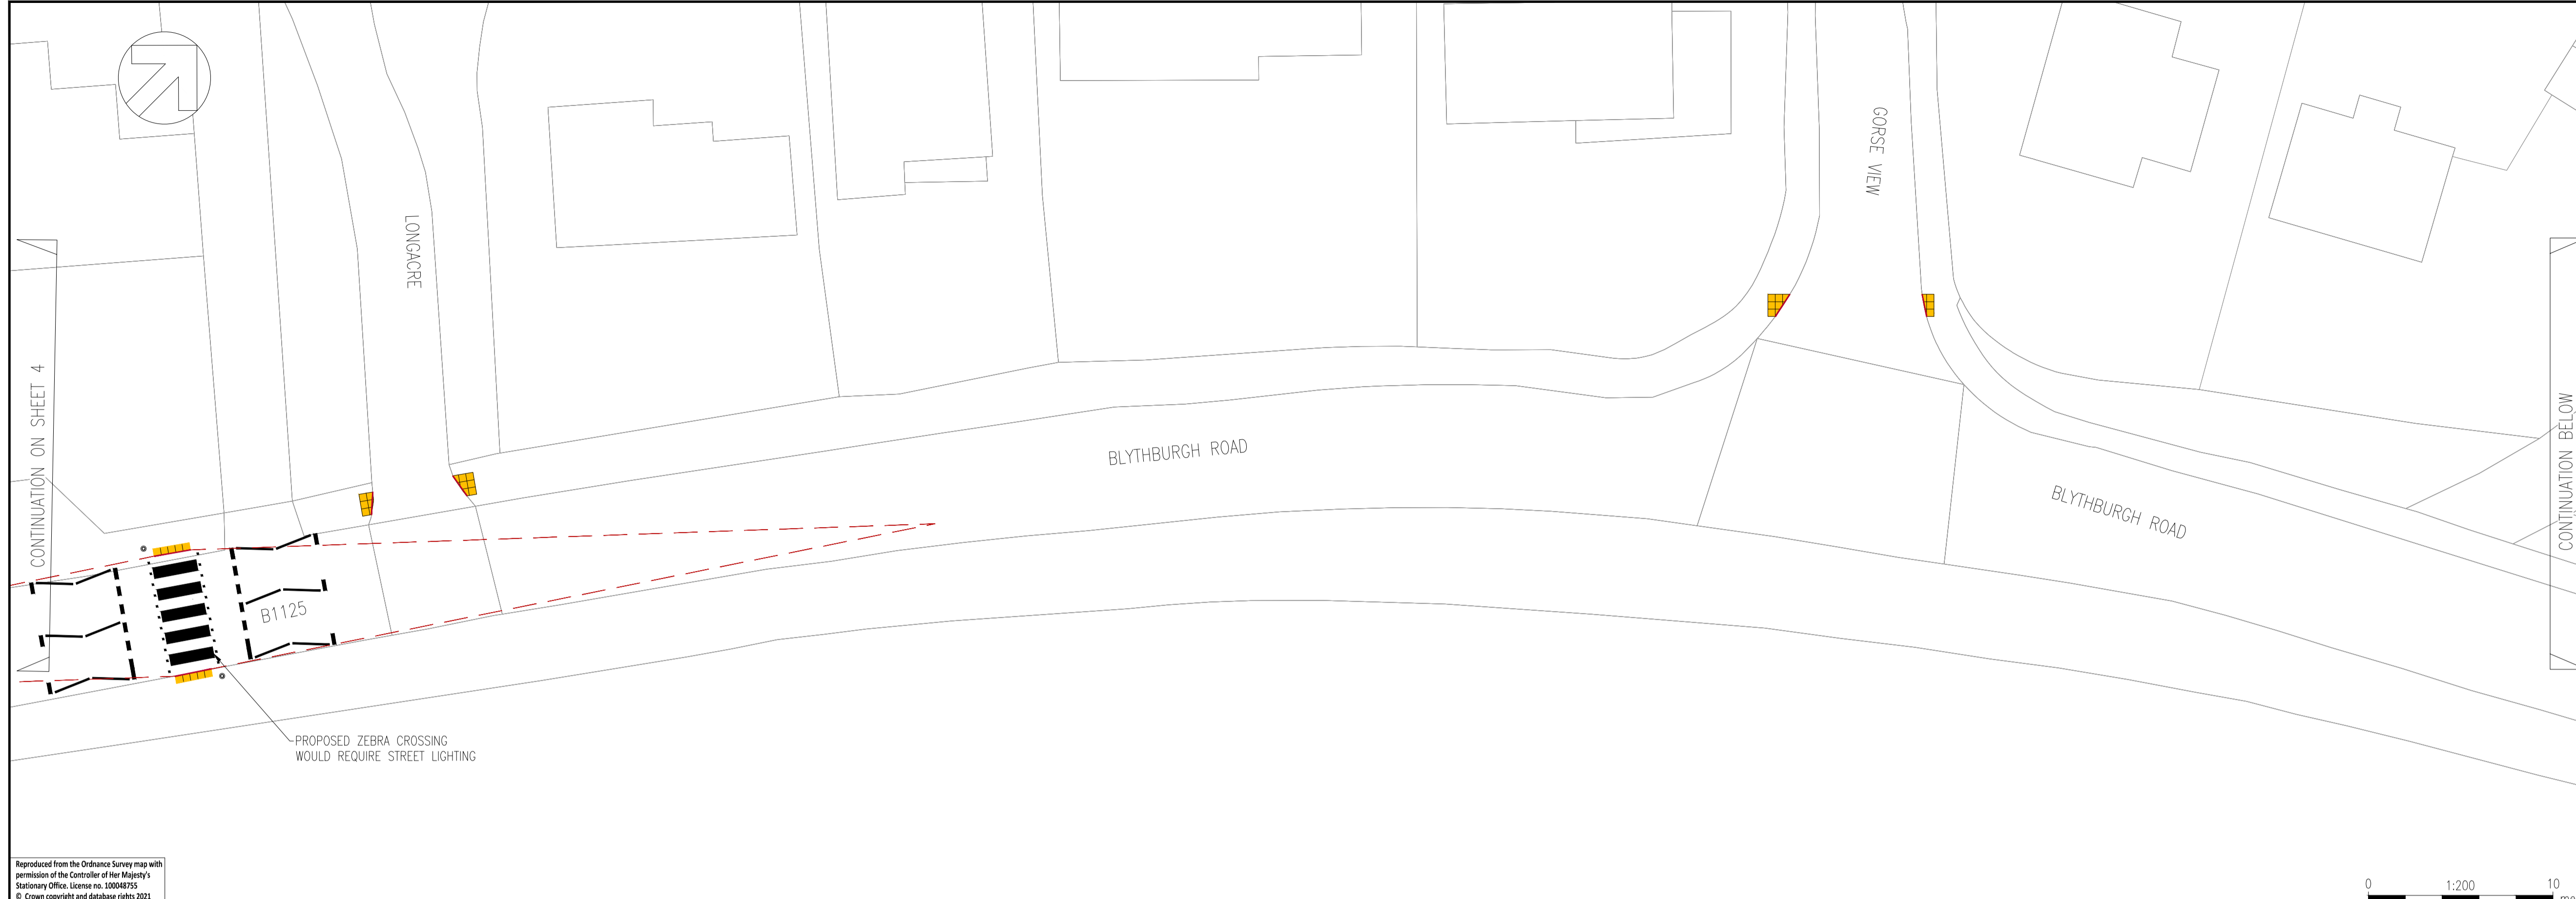 LONGACRE
GORSE VIEW
CONTINUATION ON SHEET 4
BLYTHBURGH ROAD
BLYTHBURGH ROAD
CONTINUATION BELOW
B1125
PROPOSED ZEBRA CROSSING
WOULD REQUIRE STREET LIGHTING
Reproduced from the Ordnance Survey map with
permission of the Controller of Her Majesty's
Stationary Office. License no. 100048755
© Crown copyright and database rights 2021
0 1:200 10